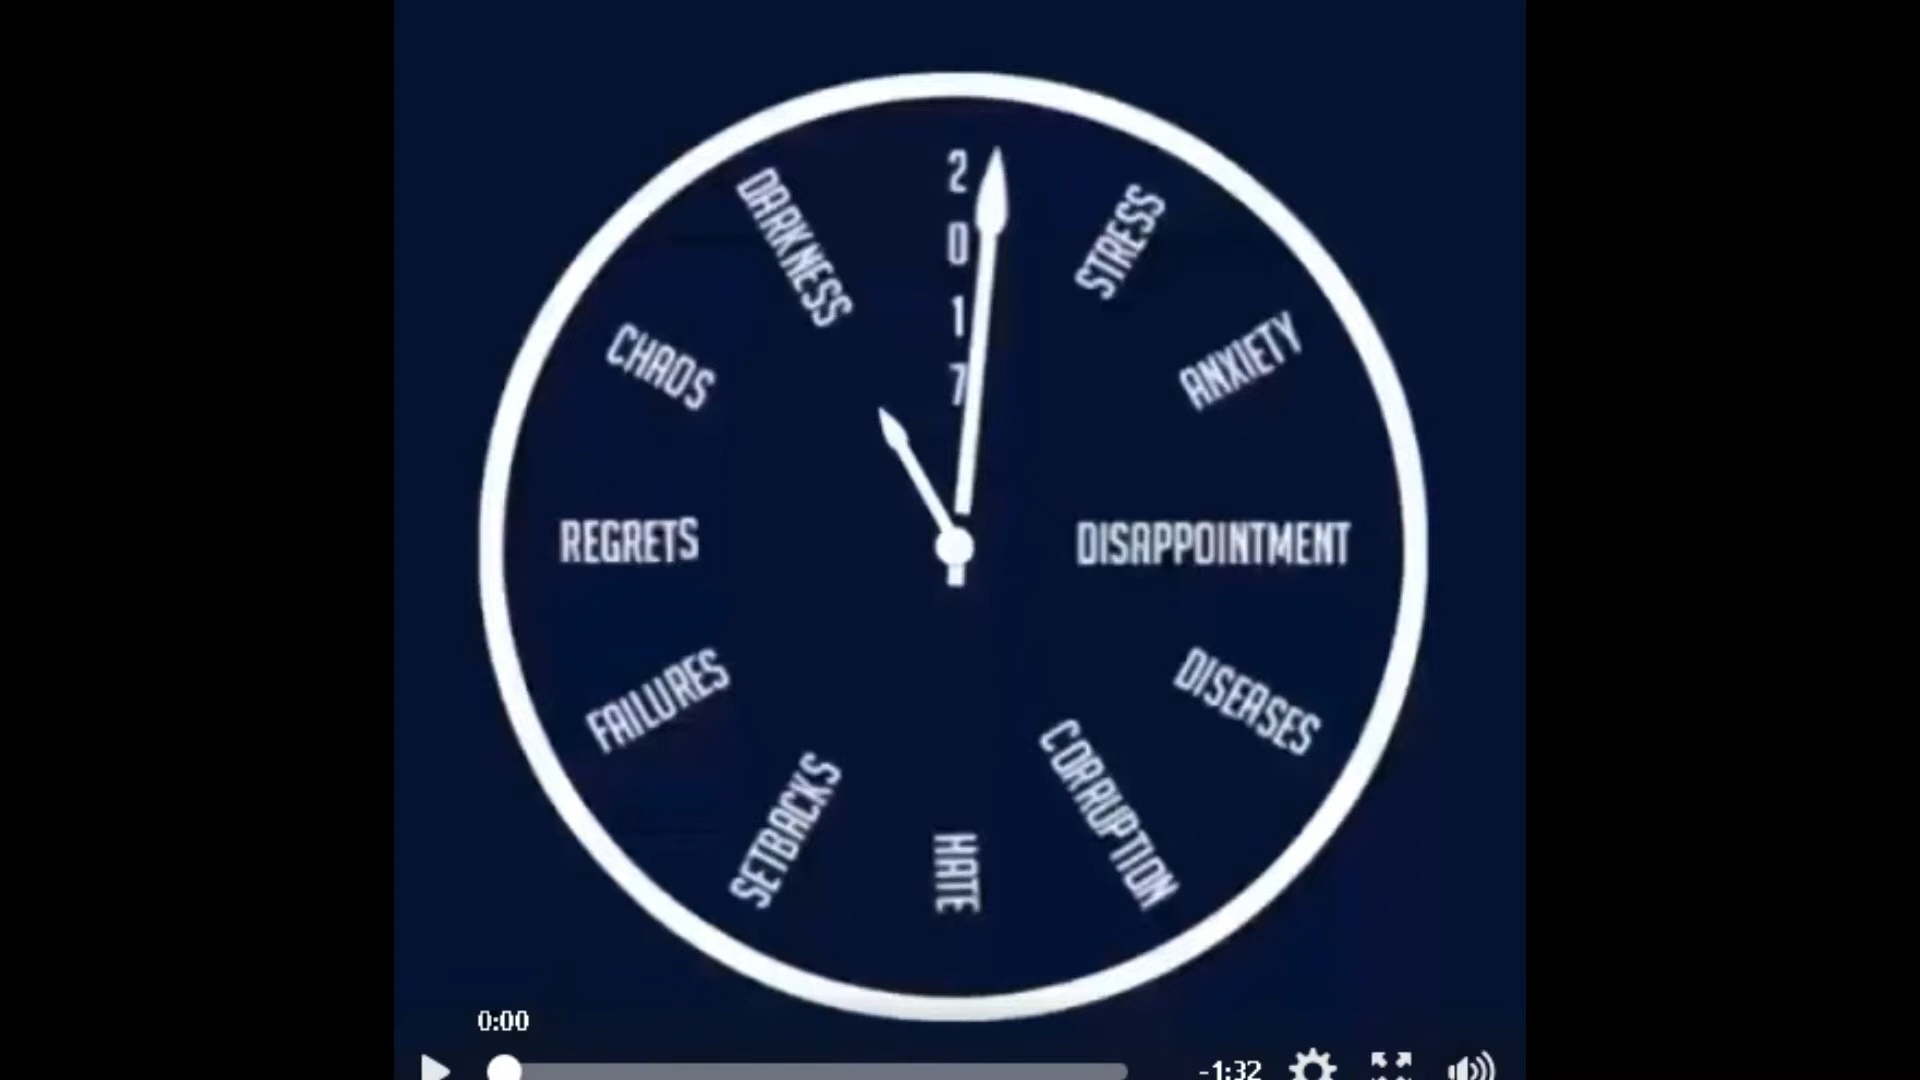 2
0
1
7
STRESS
ANXIETY
DISAPPOINTMENT
DISEASES
CORRUPTION
HATE
SETBACKS
FAILURES
REGRETS
CHAOS
DARKNESS
0:00
-1:32